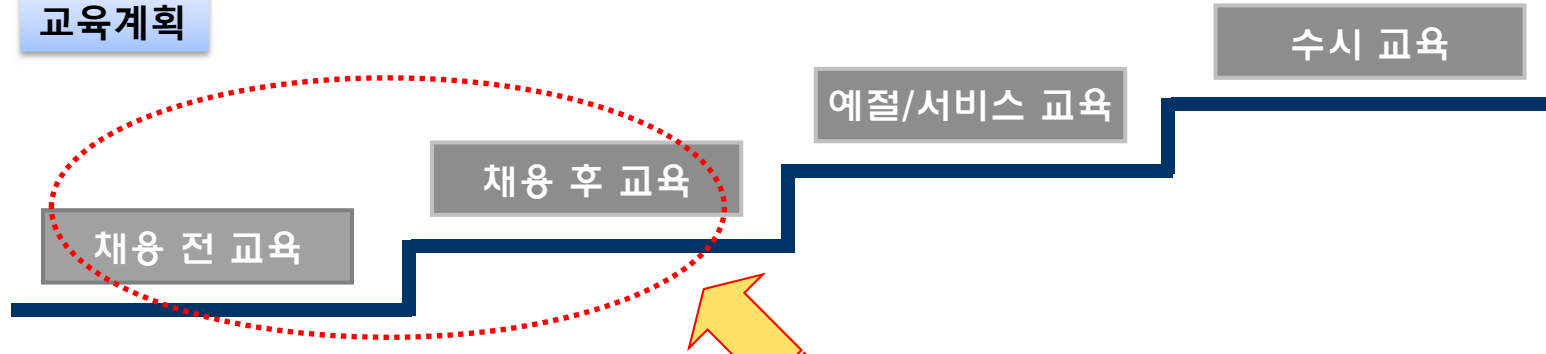 교육계획
채용 전 교육
채용 후 교육
예절/서비스 교육
수시 교육